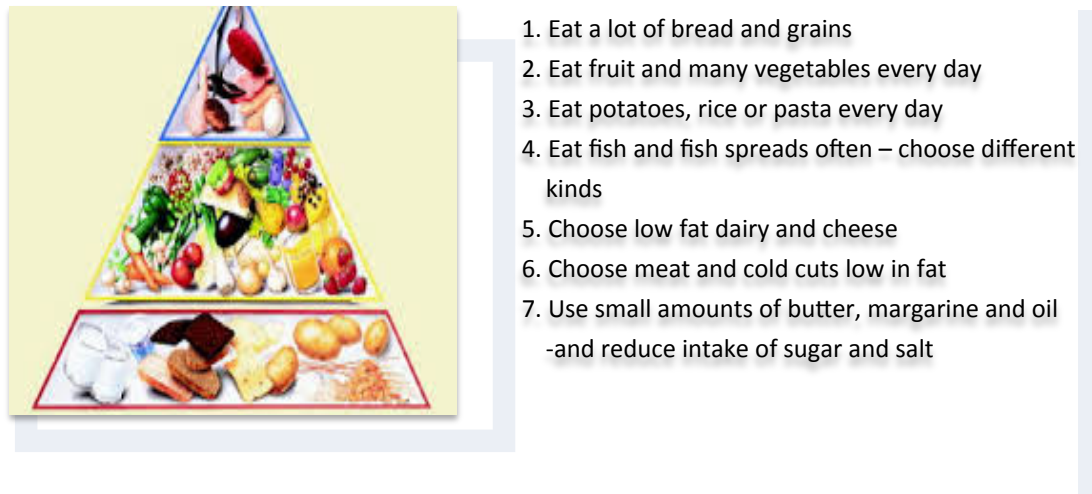 1. Eat a lot of bread and grains
2. Eat fruit and many vegetables every day
3. Eat potatoes, rice or pasta every day
4. Eat fish and fish spreads often – choose different
kinds
5. Choose low fat dairy and cheese
6. Choose meat and cold cuts low in fat
7. Use small amounts of butter, margarine and oil
-and reduce intake of sugar and salt